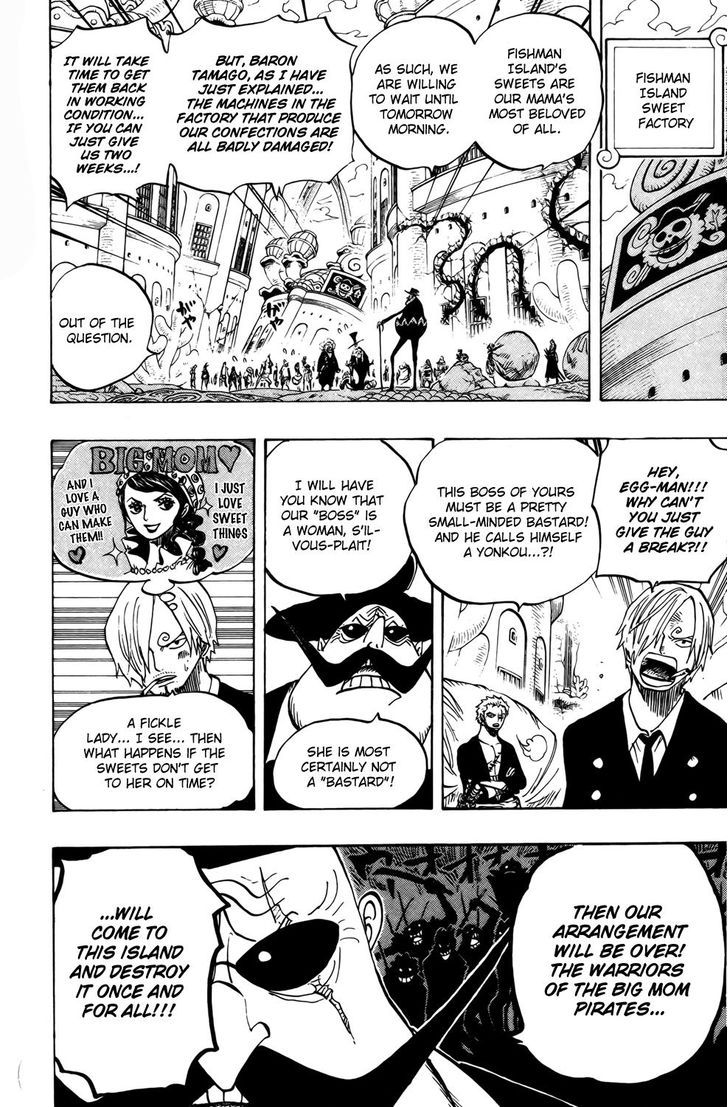 FISHMAN
ISLAND
SWEET
FACTORY
FISHMAN
ISLAND'S
SWEETS ARE
OUR MAMA'S
MOST BELOVED
OF ALL.
AS SUCH, WE
ARE WILLING
TO WAIT UNTIL
TOMORROW
MORNING.
BUT, BARON
TAMAGO, AS I HAVE
JUST EXPLAINED...
THE MACHINES IN THE
FACTORY THAT PRODUCE
OUR CONFECTIONS ARE
ALL BADLY DAMAGED!
IT WILL TAKE
TIME TO GET
THEM BACK
IN WORKING
CONDITION...
IF YOU CAN
JUST GIVE
US TWO
WEEKS...!
OUT OF THE
QUESTION.
HEY,
EGG-MAN!!!
WHY CAN'T
YOU JUST
GIVE THE GUY
A BREAK?!!
THIS BOSS OF YOURS
MUST BE A PRETTY
SMALL-MINDED BASTARD!
AND HE CALLS HIMSELF
A YONKOU...?!
I WILL HAVE
YOU KNOW THAT
OUR "BOSS" IS
A WOMAN, S'IL-
VOUS-PLAIT!
SHE IS MOST
CERTAINLY NOT
A "BASTARD"!
BIG MOM♡
I JUST
LOVE
SWEET
THINGS
AND I
LOVE A
GUY WHO
CAN MAKE
THEM!!
A FICKLE
LADY... I SEE... THEN
WHAT HAPPENS IF THE
SWEETS DON'T GET
TO HER ON TIME?
THEN OUR
ARRANGEMENT
WILL BE OVER!
THE WARRIORS
OF THE BIG MOM
PIRATES...
...WILL
COME TO
THIS ISLAND
AND DESTROY
IT ONCE AND
FOR ALL!!!